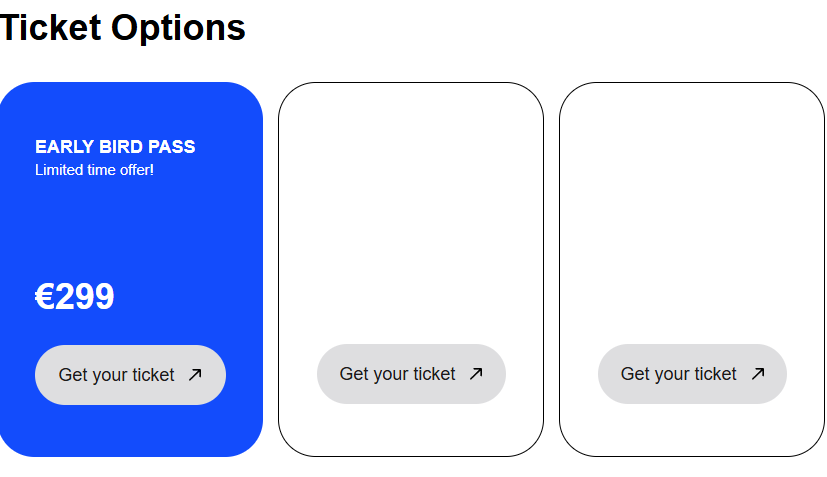 Ticket Options
EARLY BIRD PASS
Limited time offer!
€299
Get your ticket
Get your ticket
Get your ticket